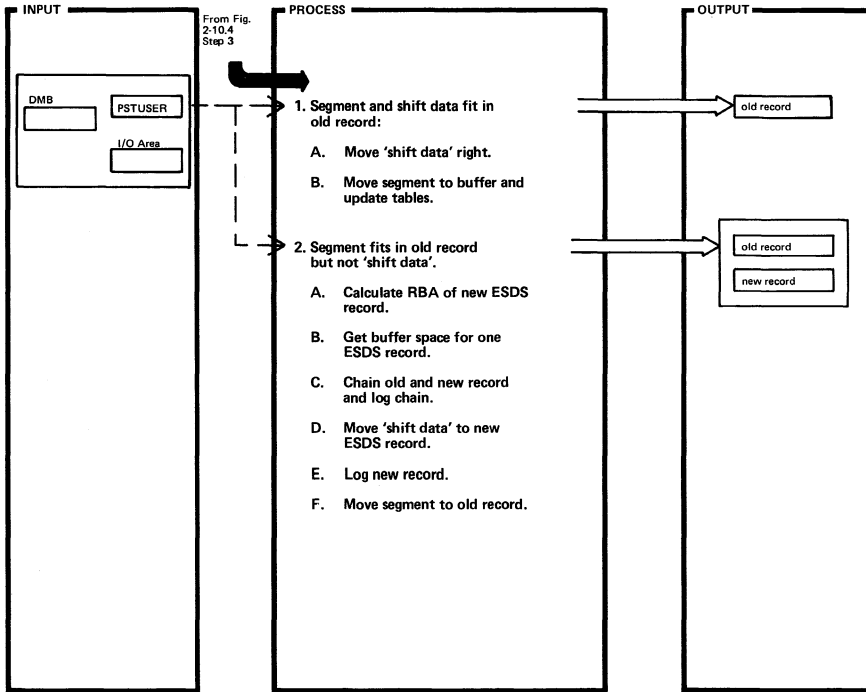 INPUT
From Fig.
2-10.4
Step 3
PROCESS
OUTPUT
DMB
PSTUSER
I/O Area
1. Segment and shift data fit in
old record:
A. Move 'shift data' right.
B. Move segment to buffer and
update tables.
old record
2. Segment fits in old record
but not 'shift data'.
A. Calculate RBA of new ESDS
record.
B. Get buffer space for one
ESDS record.
C. Chain old and new record
and log chain.
D. Move 'shift data' to new
ESDS record.
E. Log new record.
F. Move segment to old record.
old record
new record